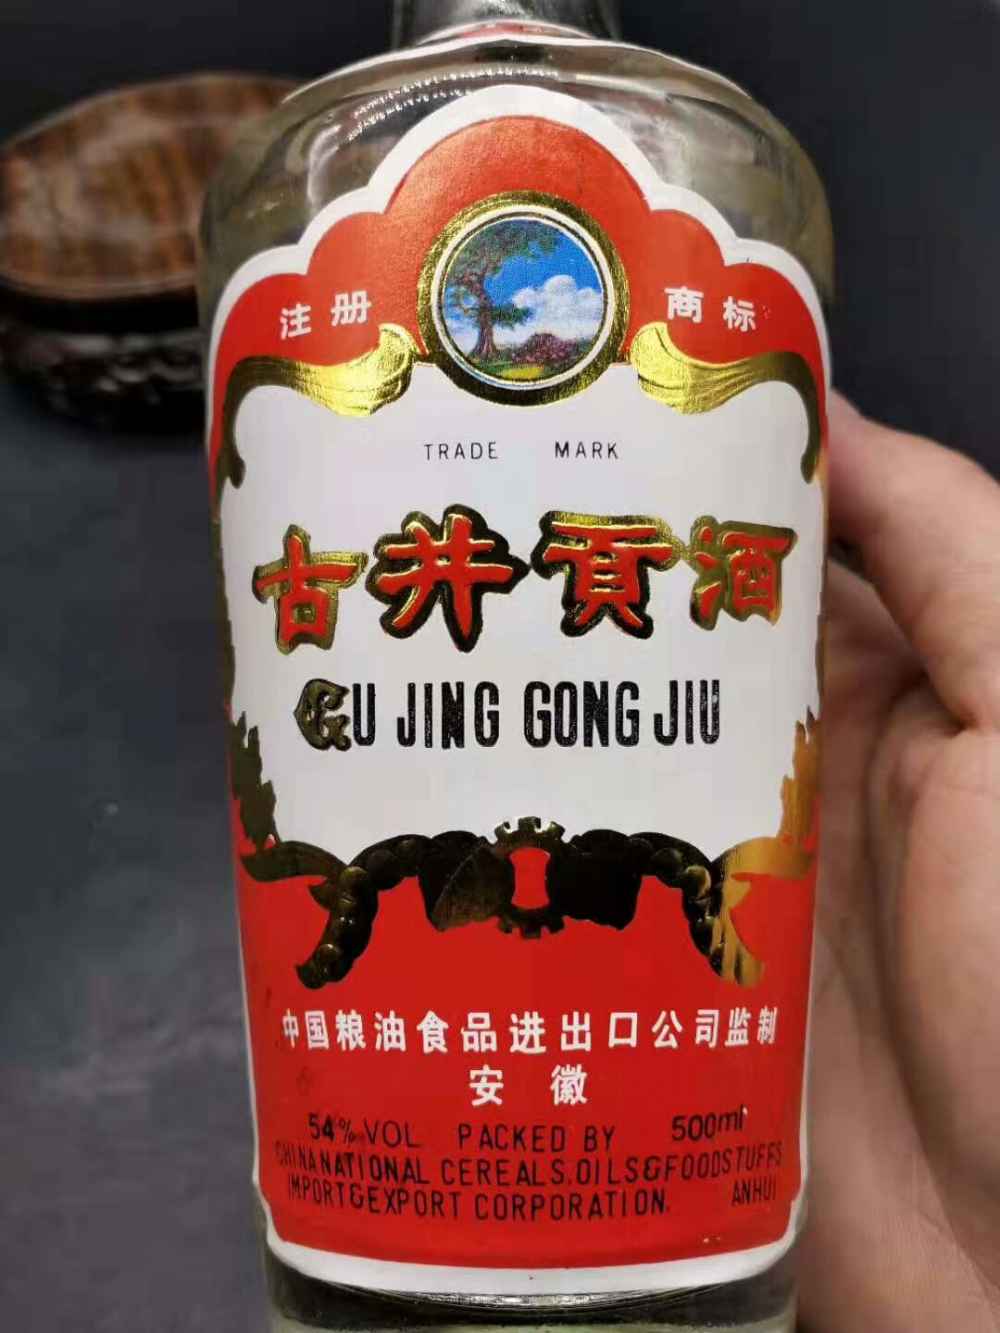 注册 商标
TRADE MARK
古井贡酒
GU JING GONG JIU
中国粮油食品进出口公司监制
安徽
54% VOL PACKED BY 500ml
CHINA NATIONAL CEREALS.OILS&FOODSTUFFS
IMPORT&EXPORT CORPORATION. ANHUI